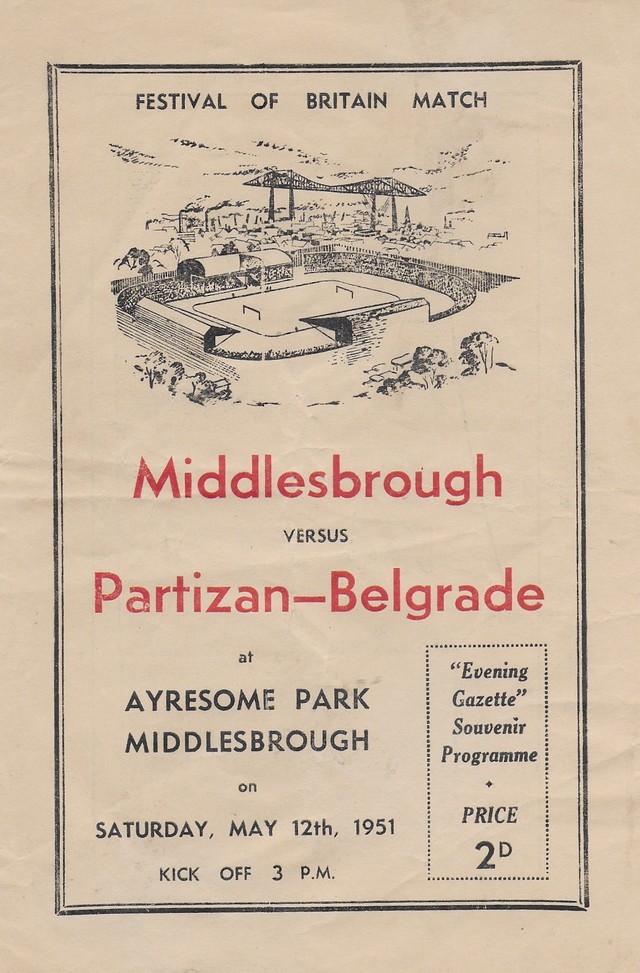 FESTIVAL OF BRITAIN MATCH
Middlesbrough
VERSUS
Partizan—Belgrade
at
AYRESOME PARK
MIDDLESBROUGH
on
SATURDAY, MAY 12th, 1951
KICK OFF 3 P.M.
"Evening
Gazette"
Souvenir
Programme
PRICE
2D